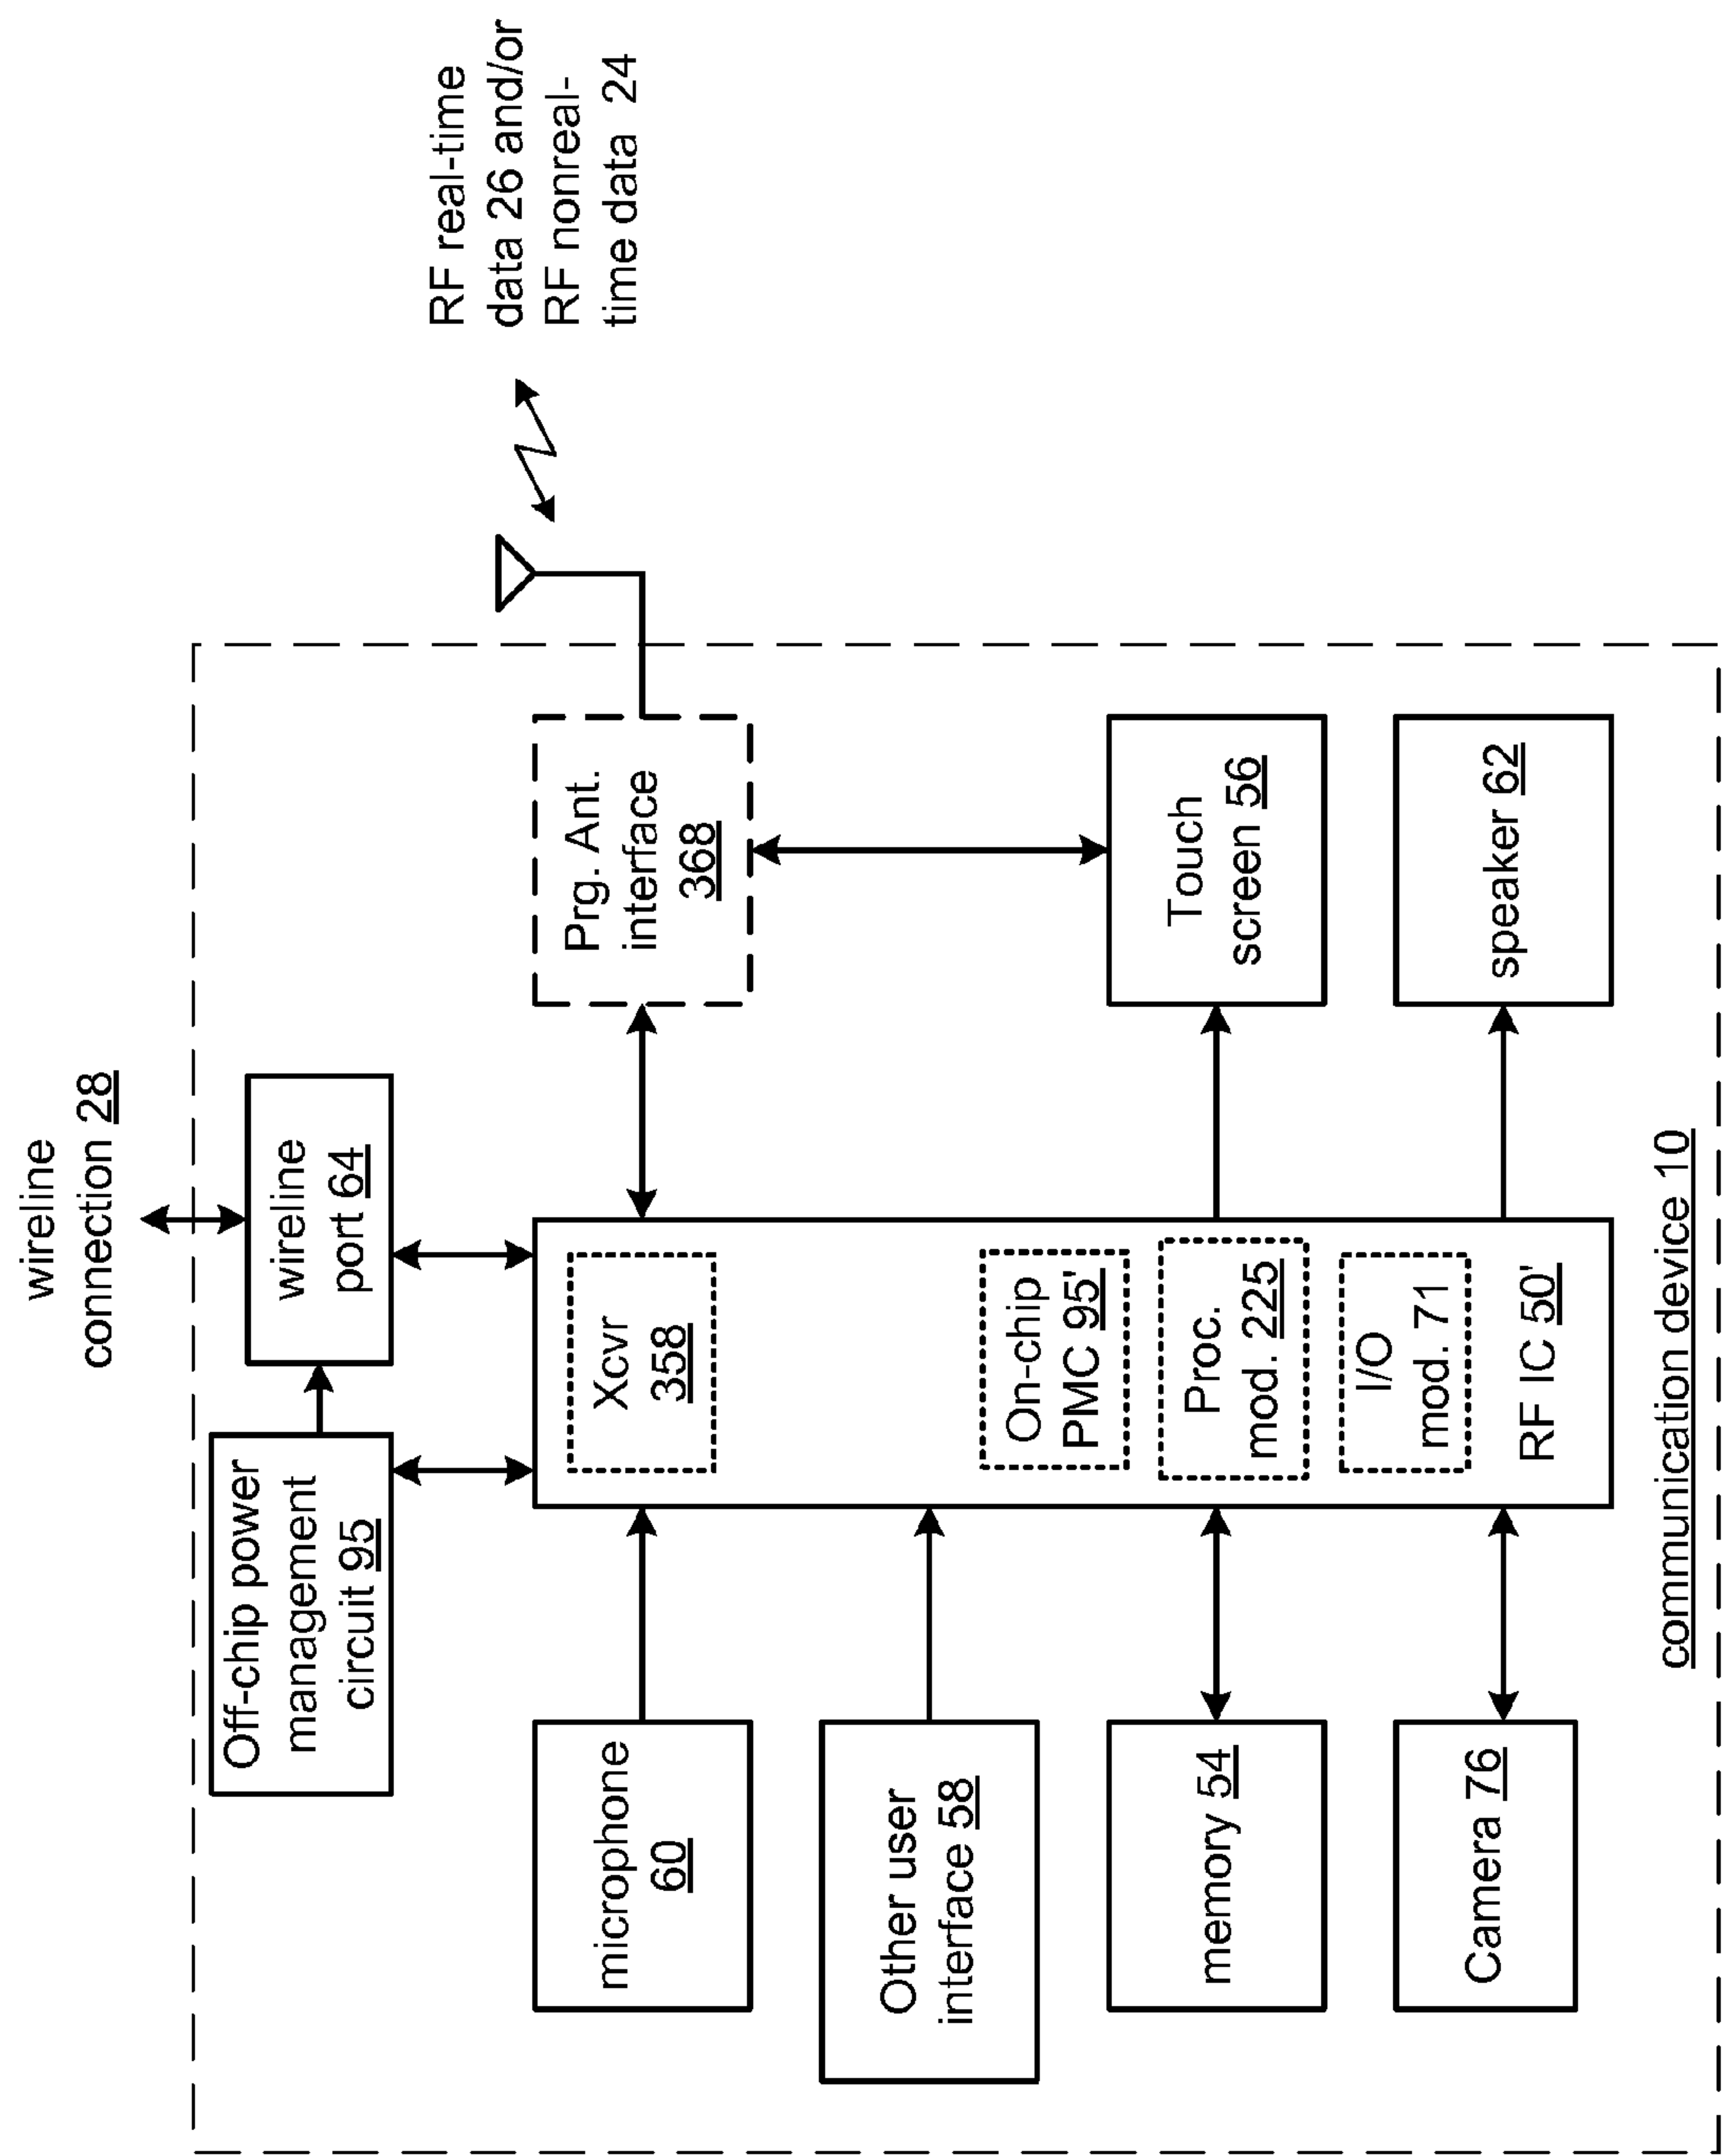 wireline
connection 28
Off-chip power
management
circuit 95
wireline
port 64
RF real-time
data 26 and/or
RF nonreal-
time data 24
microphone
60
Xcvr
358
Prg. Ant.
interface
368
Other user
interface 58
On-chip
PMC 95'
memory 54
Proc.
mod. 225
Touch
screen 56
Camera 76
I/O
mod. 71
RF IC 50'
speaker 62
communication device 10